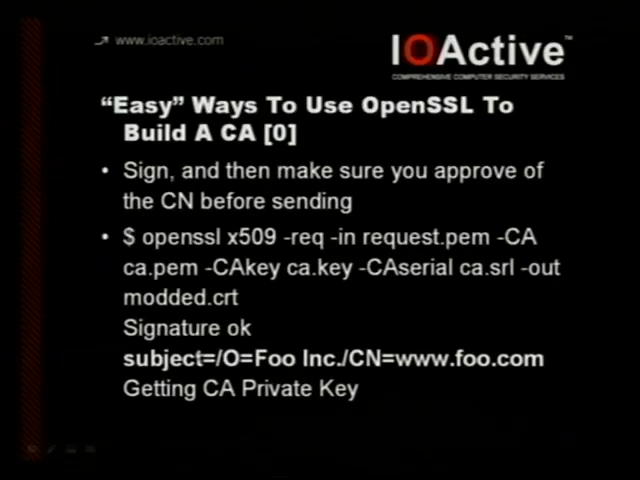 www.ioactive.com
IOActive™
COMPREHENSIVE COMPUTER SECURITY SERVICES
“Easy” Ways To Use OpenSSL To
Build A CA [0]
• Sign, and then make sure you approve of
the CN before sending
• $ openssl x509 -req -in request.pem -CA
ca.pem -CAkey ca.key -CAserial ca.srl -out
modded.crt
Signature ok
subject=/O=Foo Inc./CN=www.foo.com
Getting CA Private Key